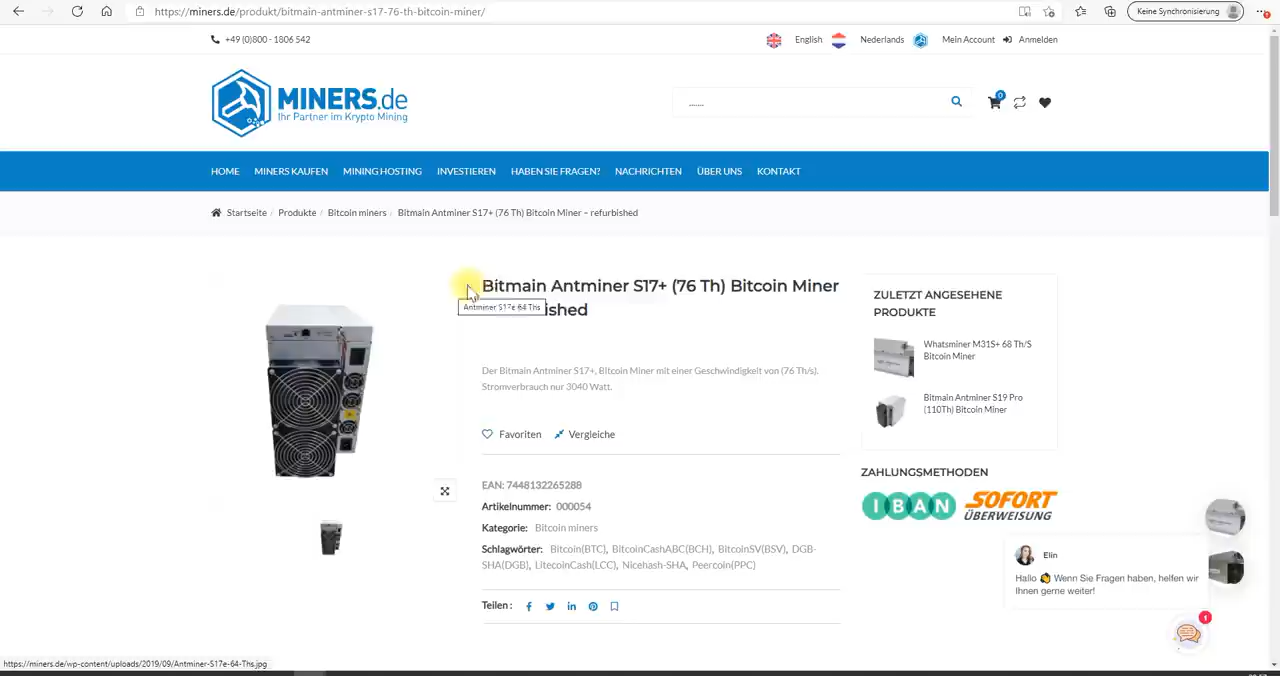 https://miners.de/produkt/bitmain-antminer-s17-76-th-bitcoin-miner/
Keine Synchronisierung
+49 (0)800 - 1806 542
English
Nederlands
Mein Account
Anmelden
MINERS.de
Ihr Partner im Krypto Mining
.......
0
HOME MINERS KAUFEN MINING HOSTING INVESTIEREN HABEN SIE FRAGEN? NACHRICHTEN ÜBER UNS KONTAKT
Startseite / Produkte / Bitcoin miners / Bitmain Antminer S17+ (76 Th) Bitcoin Miner – refurbished
Bitmain Antminer S17+ (76 Th) Bitcoin Miner
ished
Antminer S17e 64 Ths
Der Bitmain Antminer S17+, Bitcoin Miner mit einer Geschwindigkeit von (76 Th/s).
Stromverbrauch nur 3040 Watt.
Favoriten
Vergleiche
EAN: 7448132265288
Artikelnummer: 000054
Kategorie: Bitcoin miners
Schlagwörter: Bitcoin(BTC), BitcoinCashABC(BCH), BitcoinSV(BSV), DGB-
SHA(DGB), LitecoinCash(LCC), Nicehash-SHA, Peercoin(PPC)
Teilen :
ZULETZT ANGESEHENE
PRODUKTE
Whatsminer M31S+ 68 Th/S
Bitcoin Miner
Bitmain Antminer S19 Pro
(110Th) Bitcoin Miner
ZAHLUNGSMETHODEN
IBAN
SOFORT
ÜBERWEISUNG
Elin
Hallo 👋 Wenn Sie Fragen haben, helfen wir
Ihnen gerne weiter!
1
https://miners.de/wp-content/uploads/2019/09/Antminer-S17e-64-Ths.jpg